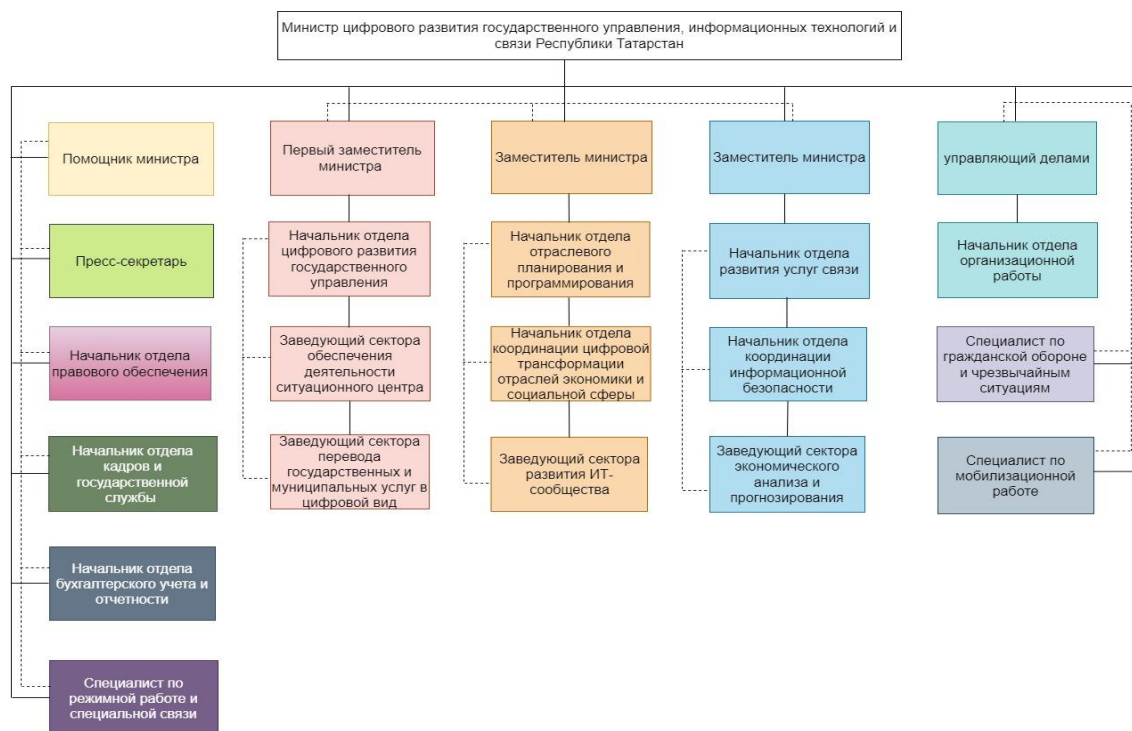 Министр цифрового развития государственного управления, информационных технологий и
связи Республики Татарстан
Помощник министра
Первый заместитель
министра
Заместитель министра
Заместитель министра
управляющий делами
Пресс-секретарь
Начальник отдела
цифрового развития
государственного
управления
Начальник отдела
отраслевого
планирования и
программирования
Начальник отдела
развития услуг связи
Начальник отдела
организационной
работы
Начальник отдела
правового обеспечения
Заведующий сектора
обеспечения
деятельности
ситуационного центра
Начальник отдела
координации цифровой
трансформации
отраслей экономики и
социальной сферы
Начальник отдела
координации
информационной
безопасности
Специалист по
гражданской обороне
и чрезвычайным
ситуациям
Начальник отдела
кадров и
государственной
службы
Заведующий сектора
перевода
государственных и
муниципальных услуг в
цифровой вид
Заведующий сектора
развития ИТ-
сообщества
Заведующий сектора
экономического
анализа и
прогнозирования
Специалист по
мобилизационной
работе
Начальник отдела
бухгалтерского учета и
отчетности
Специалист по
режимной работе и
специальной связи